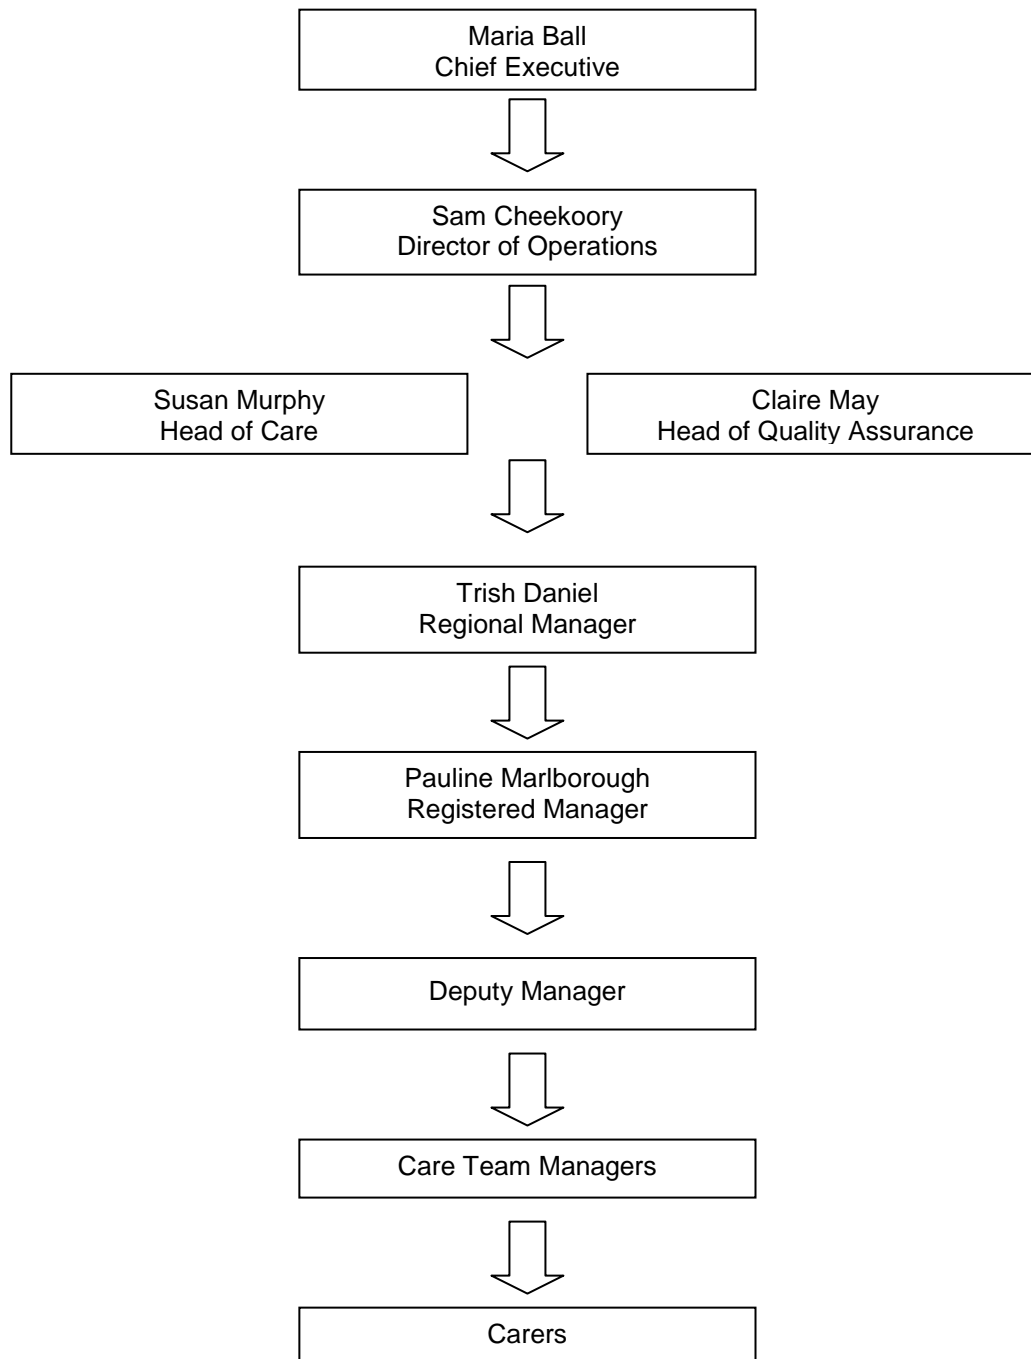 Maria Ball
Chief Executive
Sam Cheekoory
Director of Operations
Susan Murphy
Head of Care
Claire May
Head of Quality Assurance
Trish Daniel
Regional Manager
Pauline Marlborough
Registered Manager
Deputy Manager
Care Team Managers
Carers